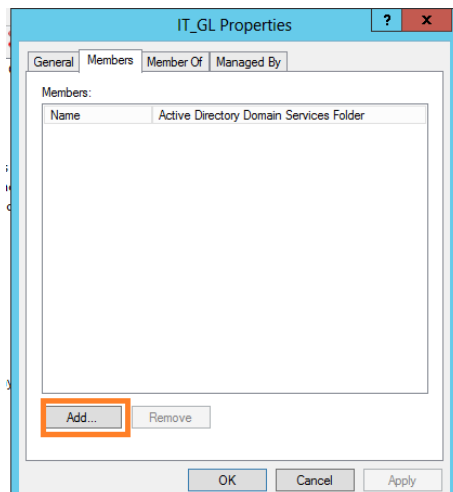 IT_GL Properties ? x
General Members Member Of Managed By
Members:
Name Active Directory Domain Services Folder
Add... Remove
OK Cancel Apply